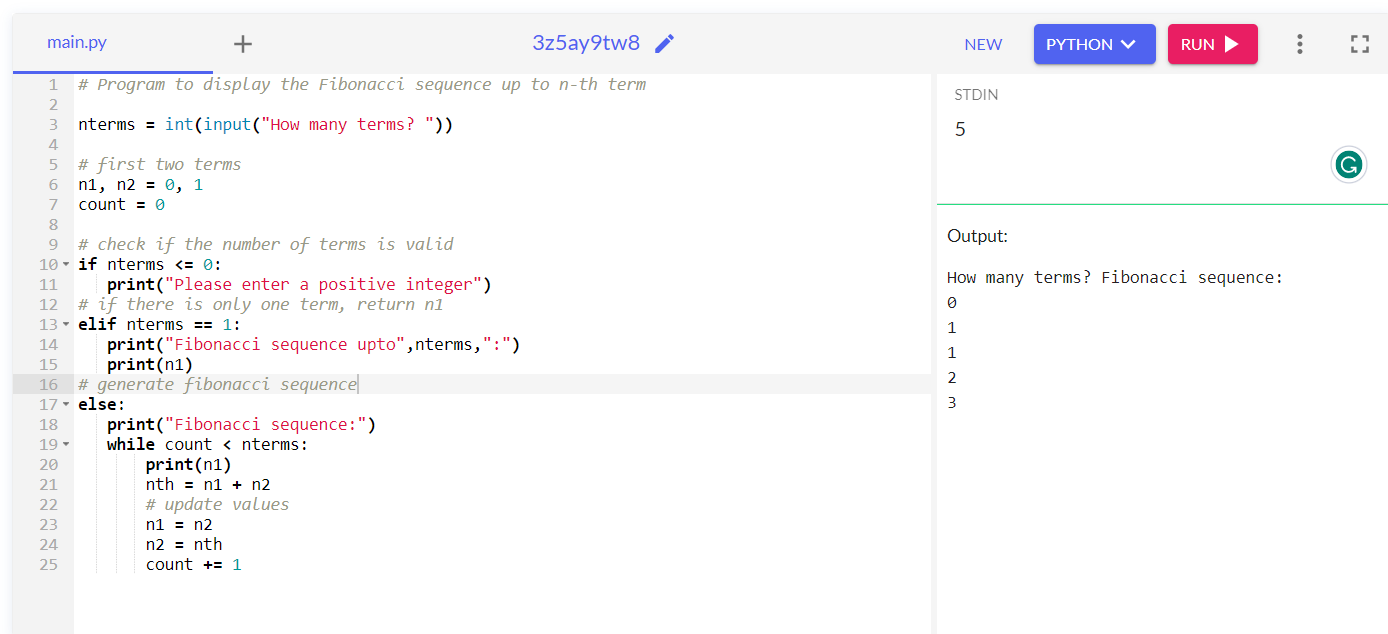 main.py + 3z5ay9tw8 NEW PYTHON RUN
1 # Program to display the Fibonacci sequence up to n-th term
2
3 nterms = int(input("How many terms? "))
4
5 # first two terms
6 n1, n2 = 0, 1
7 count = 0
8
9 # check if the number of terms is valid
10 if nterms <= 0:
11    print("Please enter a positive integer")
12 # if there is only one term, return n1
13 elif nterms == 1:
14    print("Fibonacci sequence upto",nterms,":")
15    print(n1)
16 # generate fibonacci sequence
17 else:
18    print("Fibonacci sequence:")
19    while count < nterms:
20        print(n1)
21        nth = n1 + n2
22        # update values
23        n1 = n2
24        n2 = nth
25        count += 1
STDIN
5
G
Output:
How many terms? Fibonacci sequence:
0
1
1
2
3